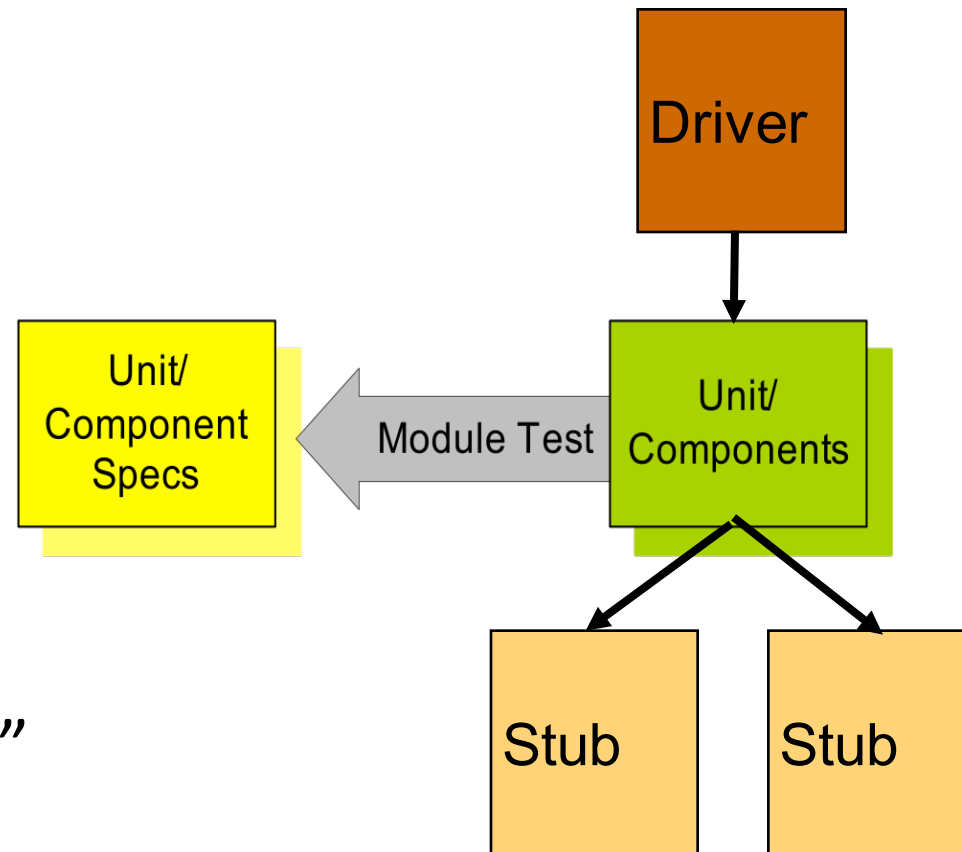 Driver
Unit/
Component
Specs
Module Test
Unit/
Components
”
Stub
Stub